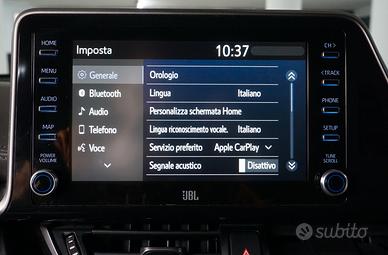 Imposta 10:37
HOME
MENU
AUDIO
MAP
POWER
VOLUME
CH >
< TRACK
PHONE
SETUP
TUNE
SCROLL
Generale
Bluetooth
Audio
Telefono
Voce
Orologio
Lingua Italiano
Personalizza schermata Home
Lingua riconoscimento vocale. Italiano
Servizio preferito Apple CarPlay
Segnale acustico Disattivo
JBL
subito